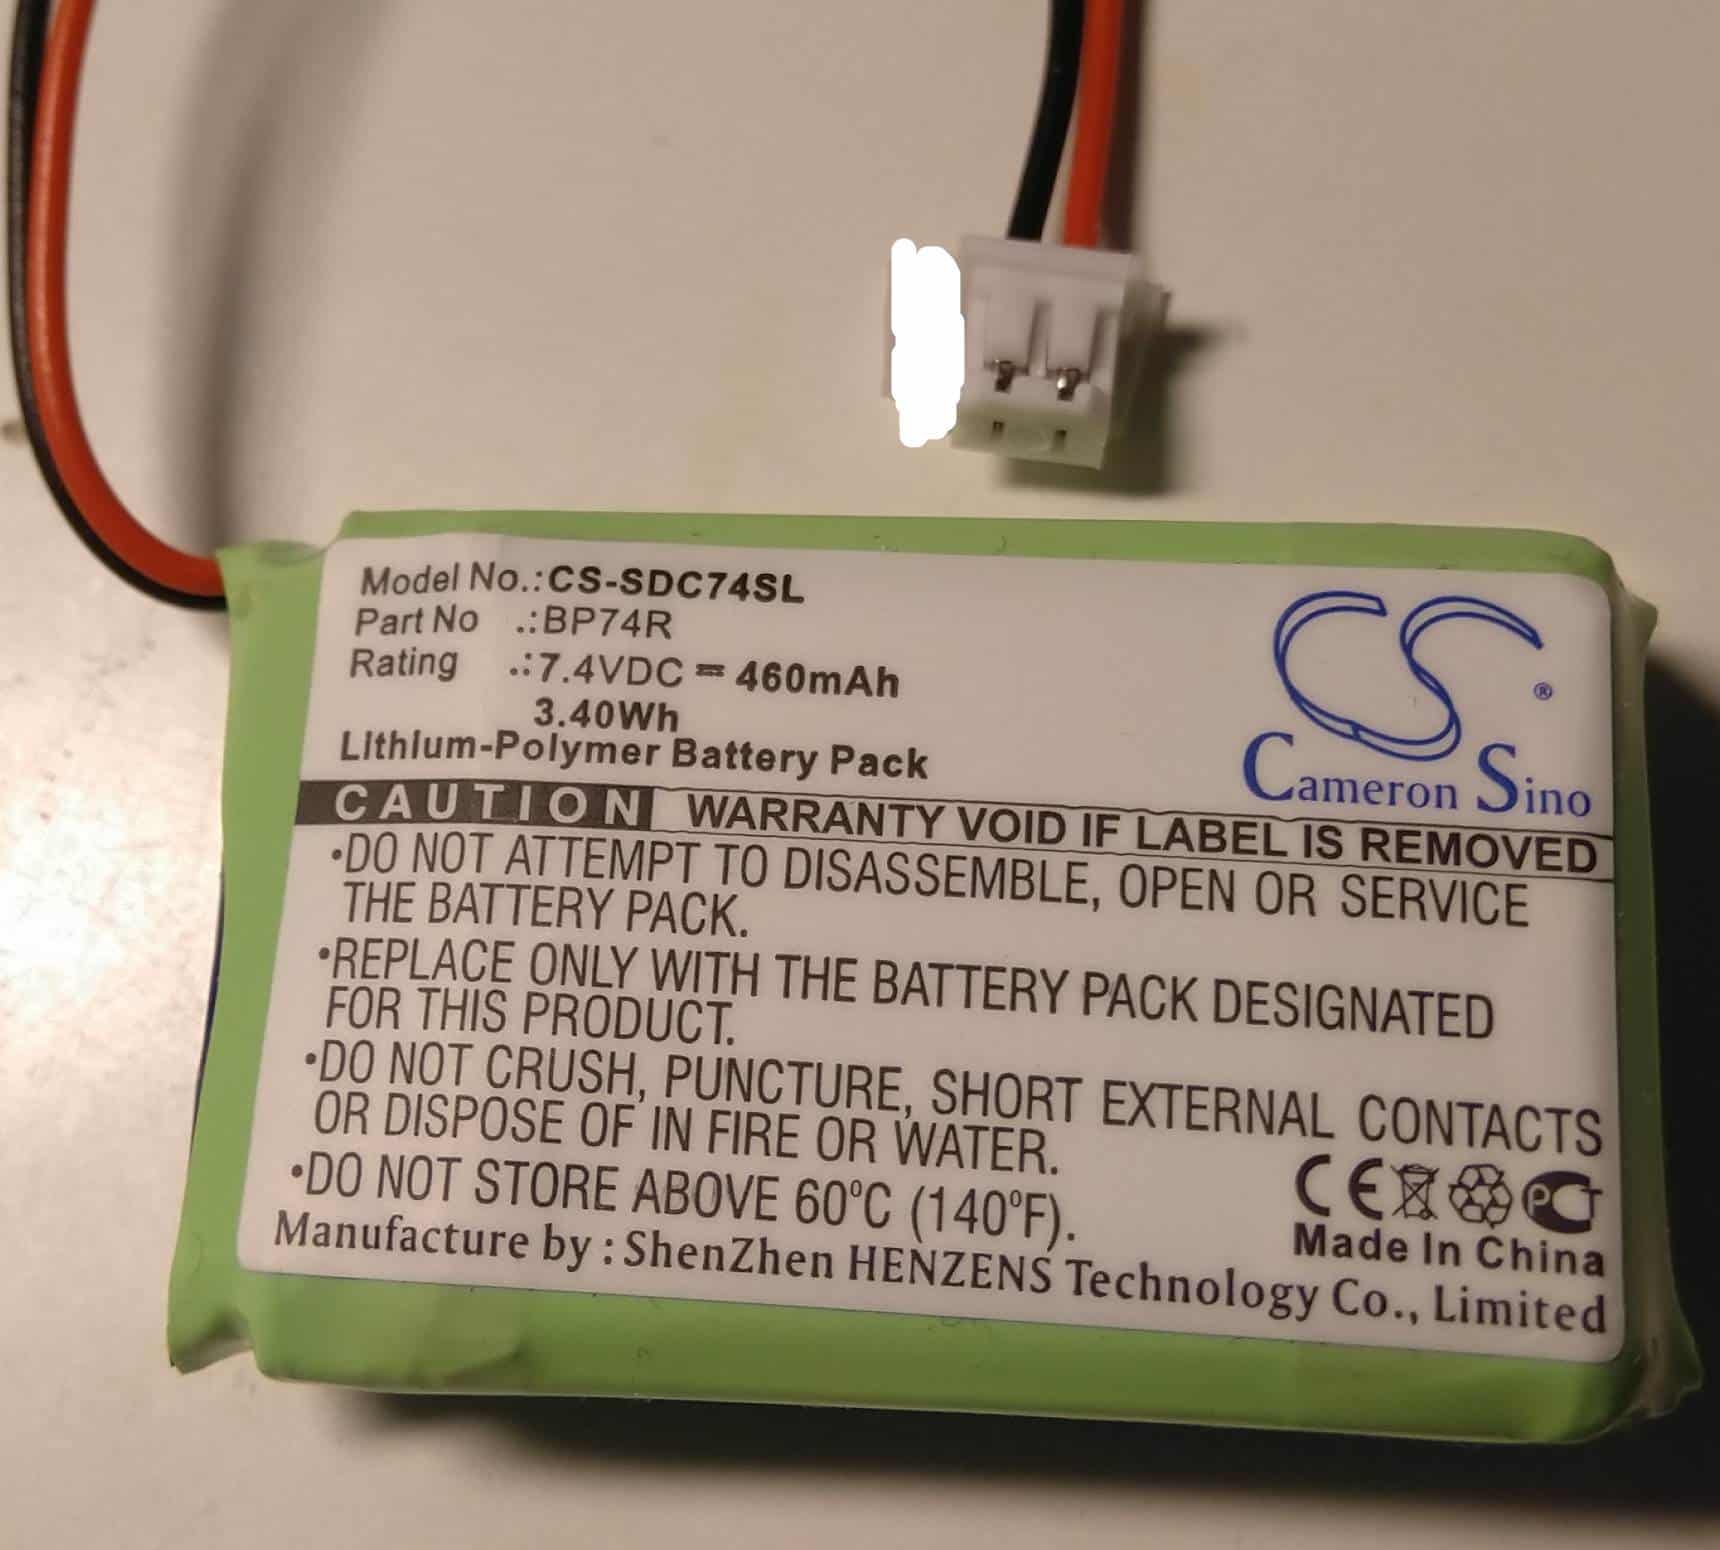 Model No.:CS-SDC74SL
Part No .:BP74R
Rating .:7.4VDC ⎓ 460mAh
3.40Wh
Lithium-Polymer Battery Pack
CS®
Cameron Sino
CAUTION WARRANTY VOID IF LABEL IS REMOVED
•DO NOT ATTEMPT TO DISASSEMBLE, OPEN OR SERVICE
THE BATTERY PACK.
•REPLACE ONLY WITH THE BATTERY PACK DESIGNATED
FOR THIS PRODUCT.
•DO NOT CRUSH, PUNCTURE, SHORT EXTERNAL CONTACTS
OR DISPOSE OF IN FIRE OR WATER.
•DO NOT STORE ABOVE 60°C (140°F).
CE PCT
Made In China
Manufacture by : ShenZhen HENZENS Technology Co., Limited